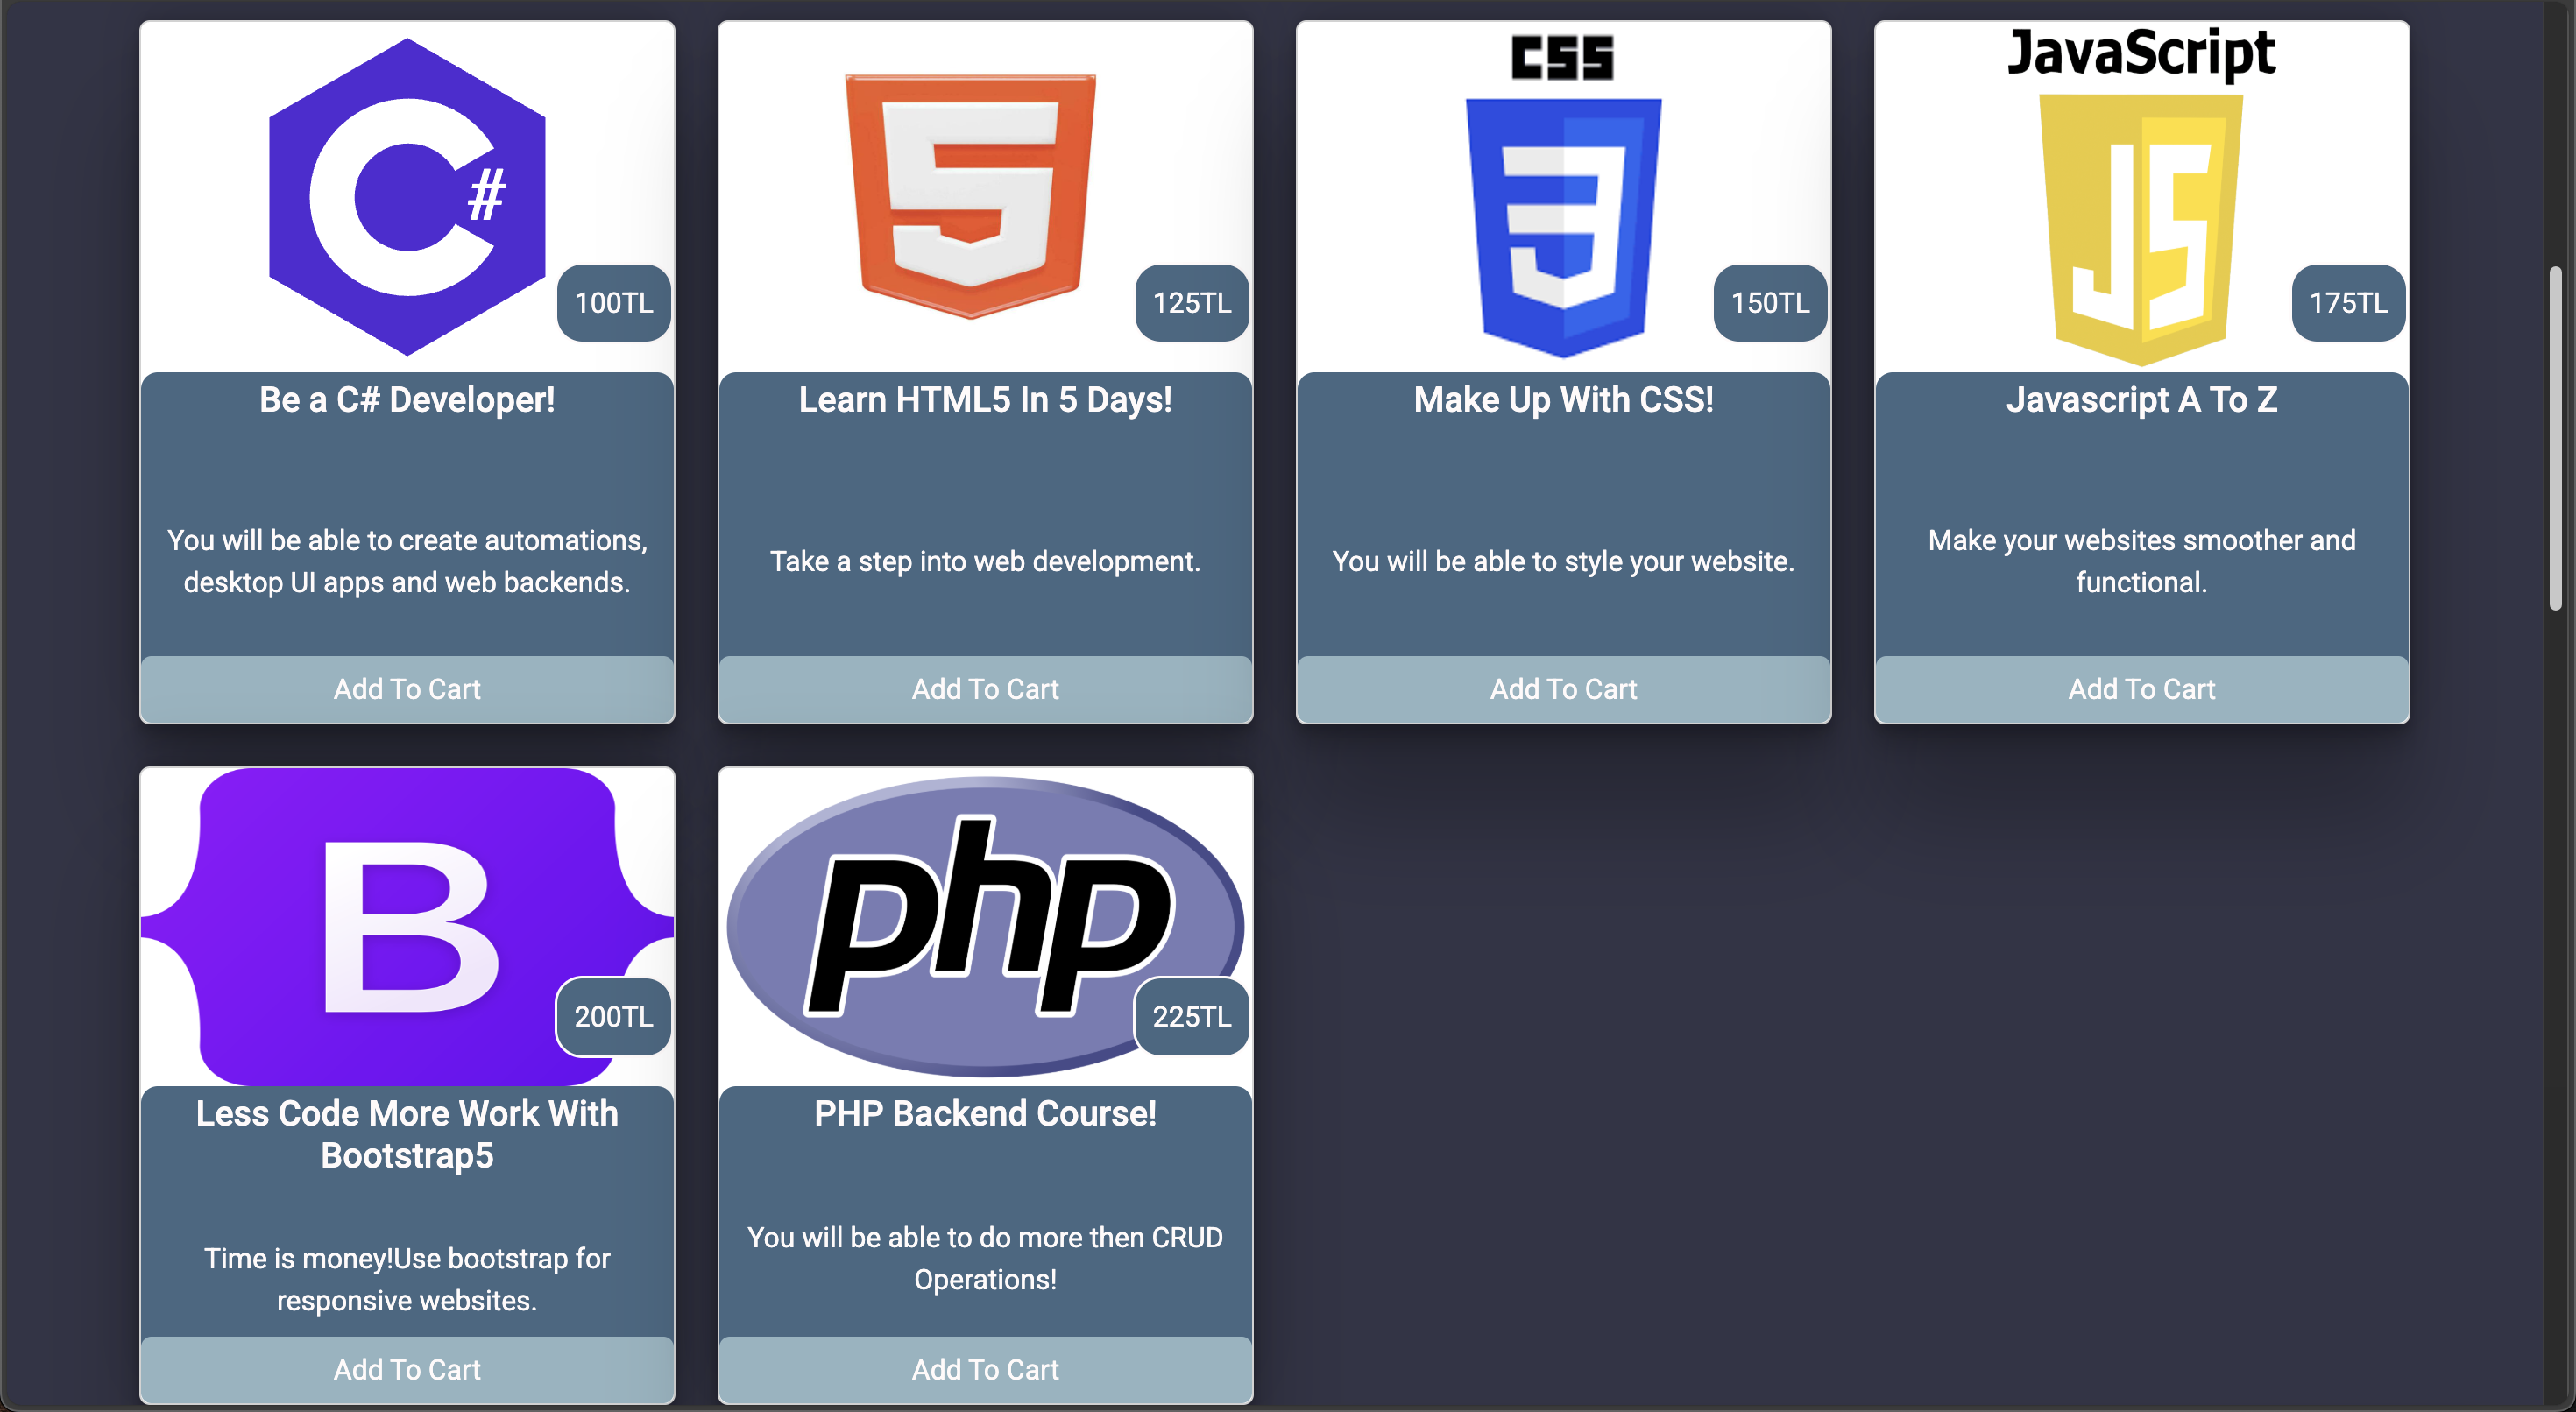 C#
100TL
Be a C# Developer!
You will be able to create automations,
desktop UI apps and web backends.
Add To Cart
5
125TL
Learn HTML5 In 5 Days!
Take a step into web development.
Add To Cart
CSS
3
150TL
Make Up With CSS!
You will be able to style your website.
Add To Cart
JavaScript
JS
175TL
Javascript A To Z
Make your websites smoother and
functional.
Add To Cart
B
200TL
Less Code More Work With
Bootstrap5
Time is money!Use bootstrap for
responsive websites.
Add To Cart
php
225TL
PHP Backend Course!
You will be able to do more then CRUD
Operations!
Add To Cart